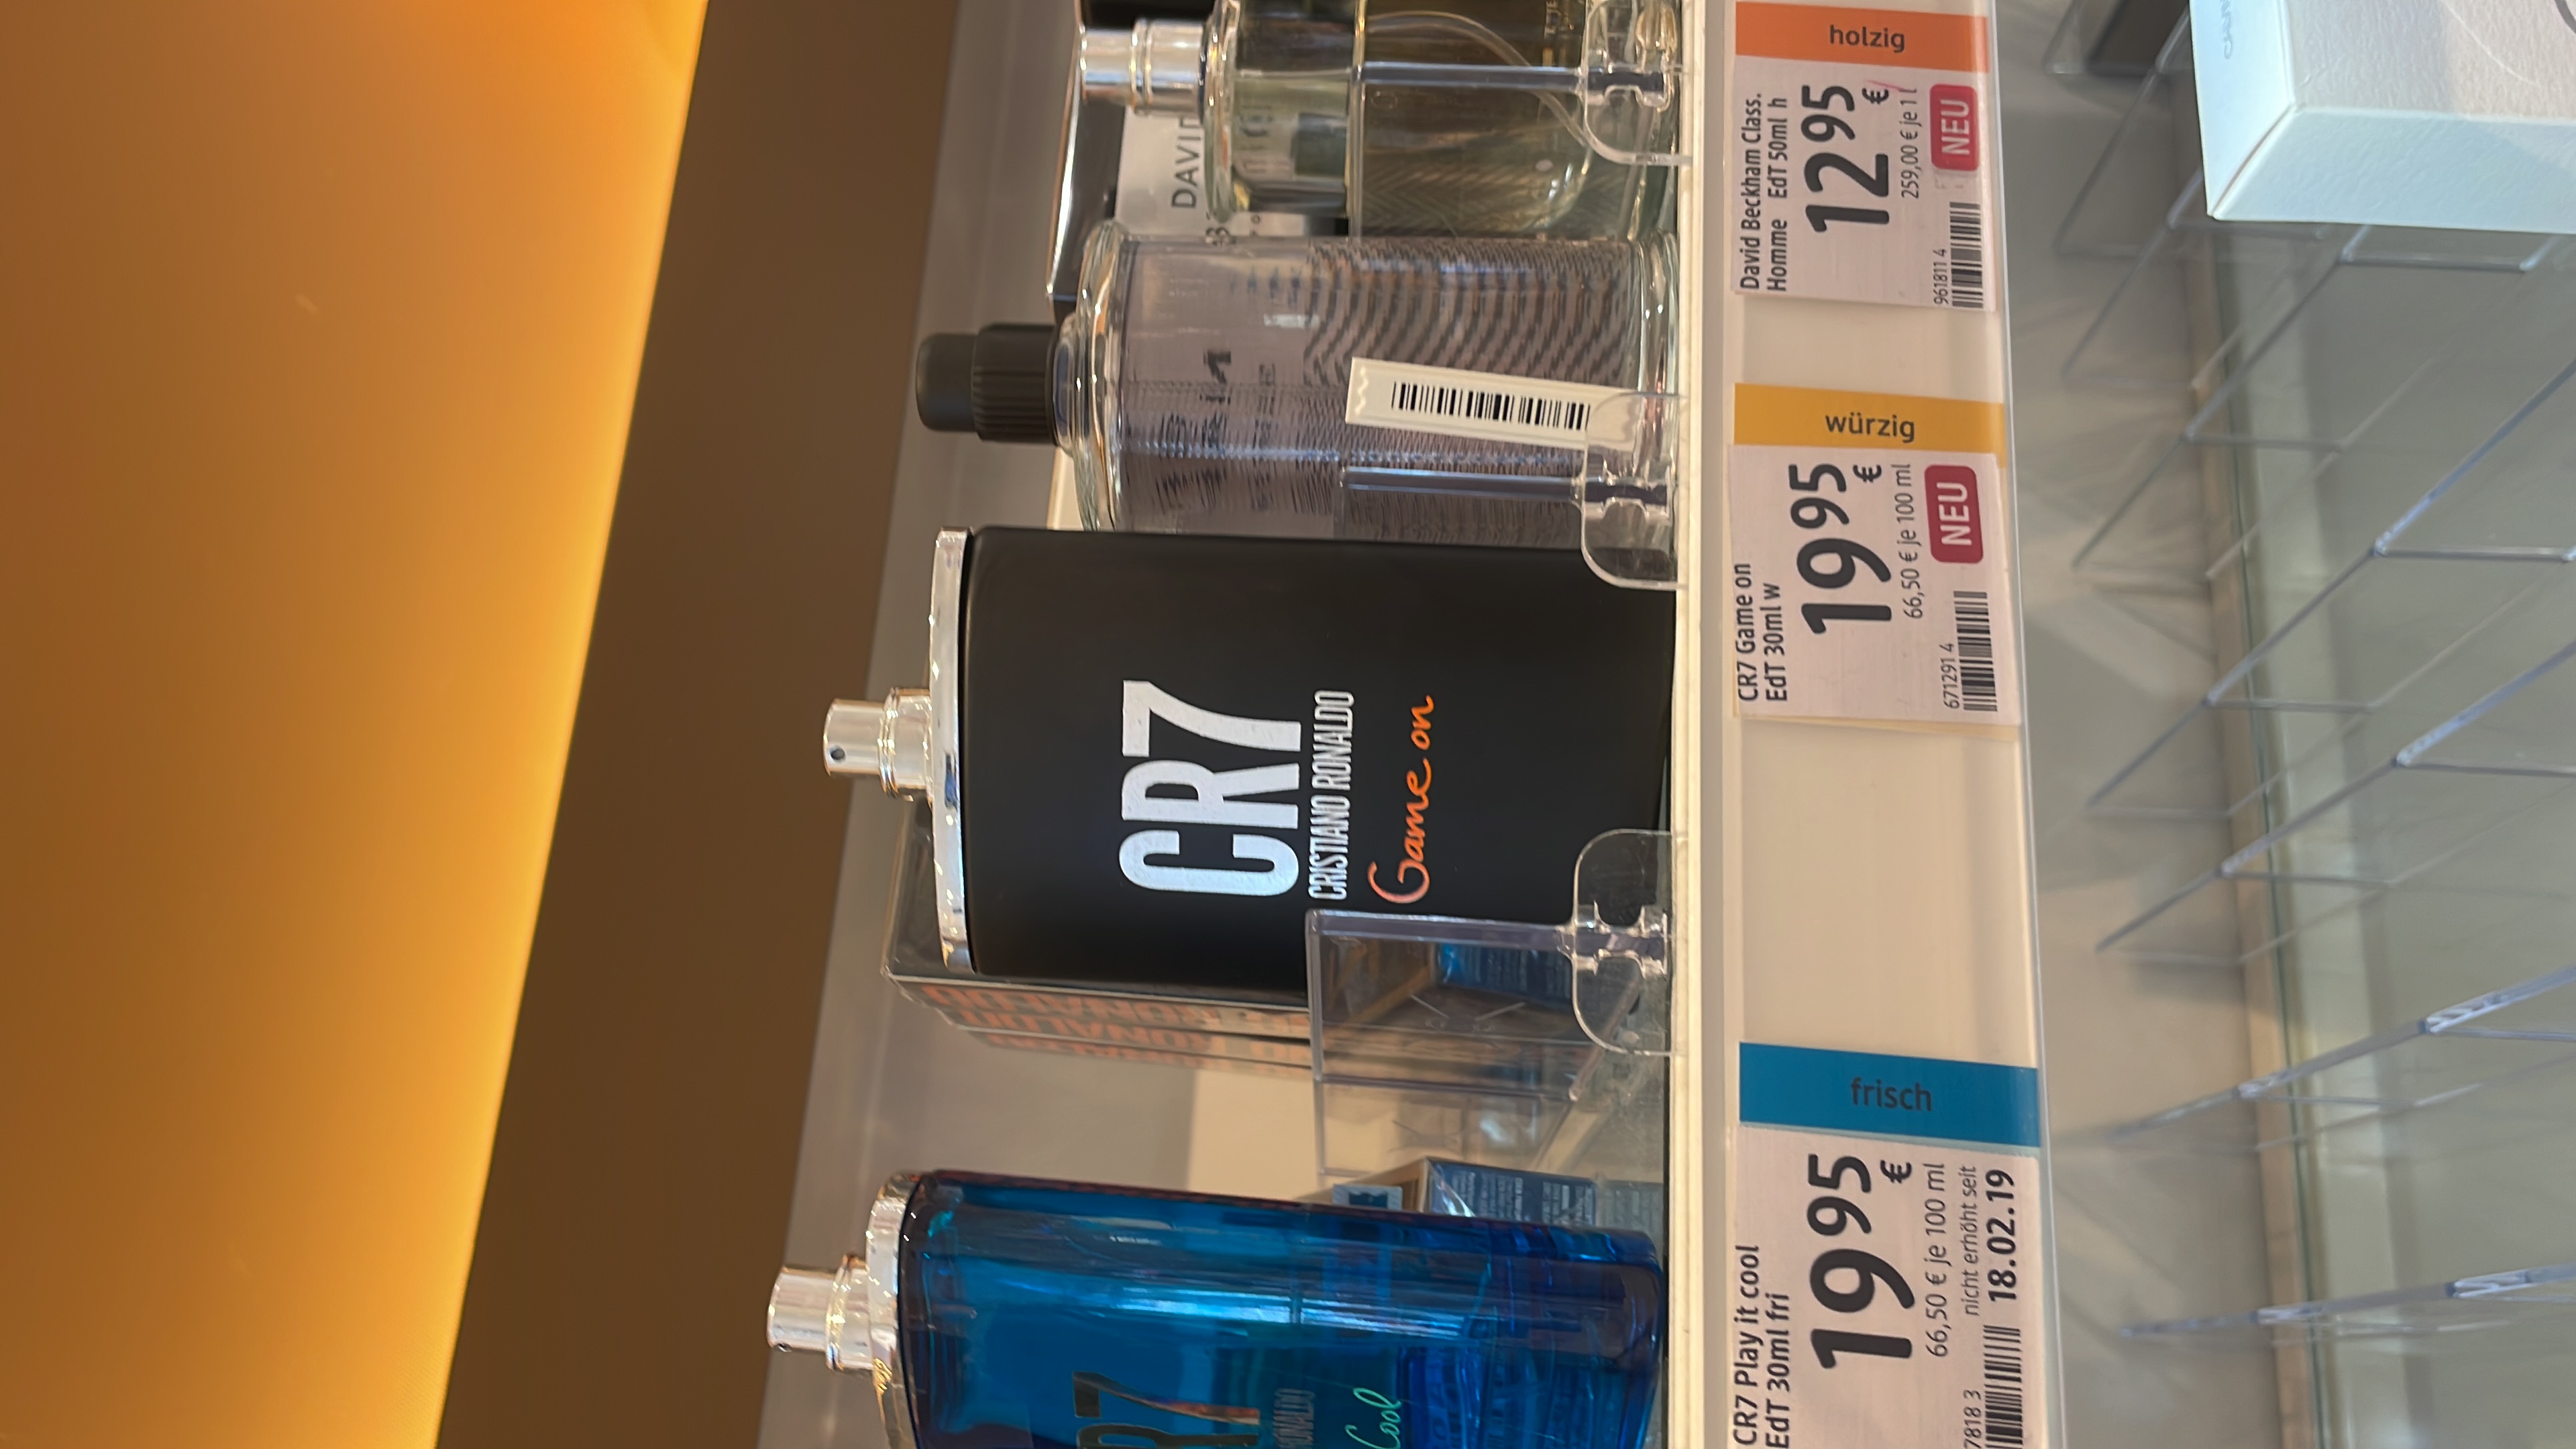 R7
RONALDO
Cool
CR7
CRISTIANO RONALDO
Game on
DAVID
CR7 Play it cool
EdT 30ml fri
19 95
€
66,50 € je 100 ml
7818 3
nicht erhöht seit
18.02.19
frisch
CR7 Game on
EdT 30ml w
19 95
€
66,50 € je 100 ml
671291 4
NEU
würzig
David Beckham Class.
Homme EdT 50ml h
12 95
€
259,00 € je 1 l
961811 4
NEU
holzig